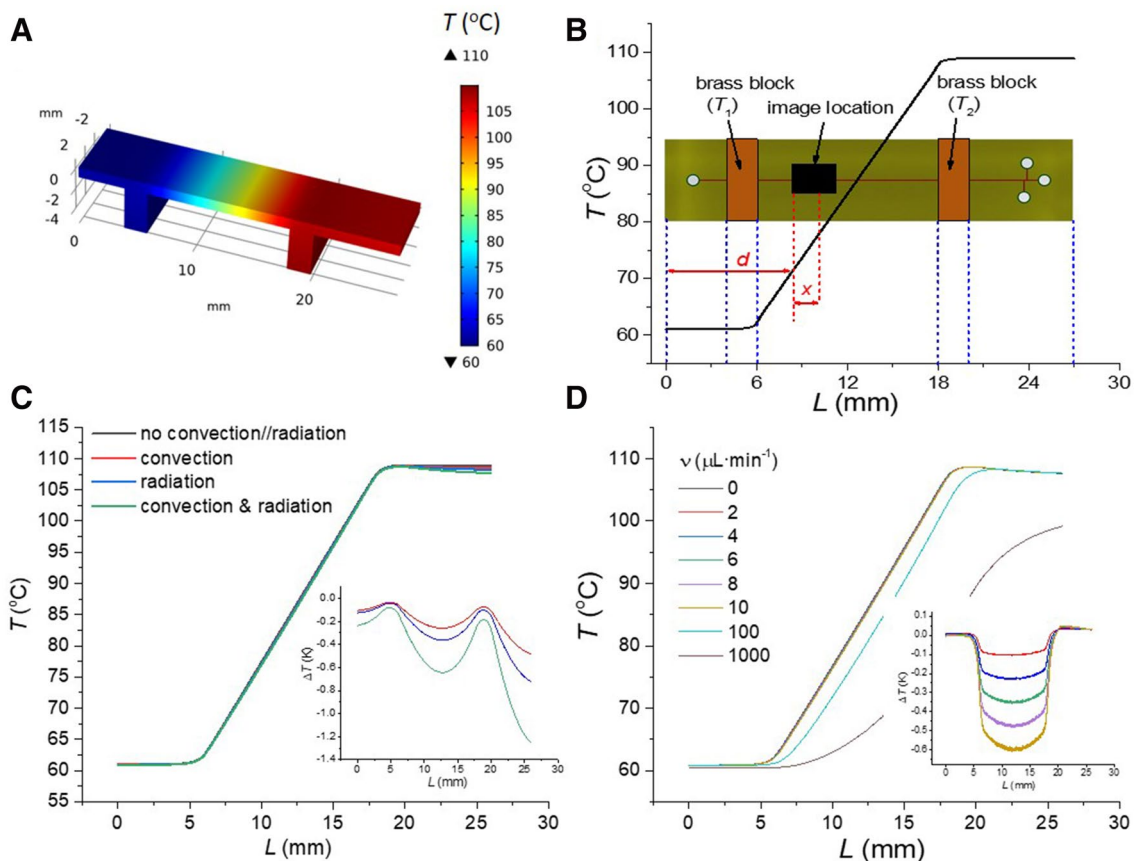 A
T (°C)
▲ 110
105
100
95
90
85
80
75
70
65
60
▼ 60
mm
-2
2
0
-2
-4
0
10
20
mm
B
110
100
90
80
70
60
T (°C)
brass block
(T1)
image location
brass block
(T2)
d
x
0
6
12
18
24
30
L (mm)
C
115
110
105
100
95
90
85
80
75
70
65
60
55
T (°C)
no convection//radiation
convection
radiation
convection & radiation
0.0
-0.2
-0.4
-0.6
-0.8
-1.0
-1.2
-1.4
ΔT (K)
0 5 10 15 20 25 30
L (mm)
0 5 10 15 20 25 30
L (mm)
D
110
100
90
80
70
60
T (°C)
ν (µL·min⁻¹)
0
2
4
6
8
10
100
1000
0.1
0.0
-0.1
-0.2
-0.3
-0.4
-0.5
-0.6
ΔT (K)
0 5 10 15 20 25 30
L (mm)
0 5 10 15 20 25 30
L (mm)